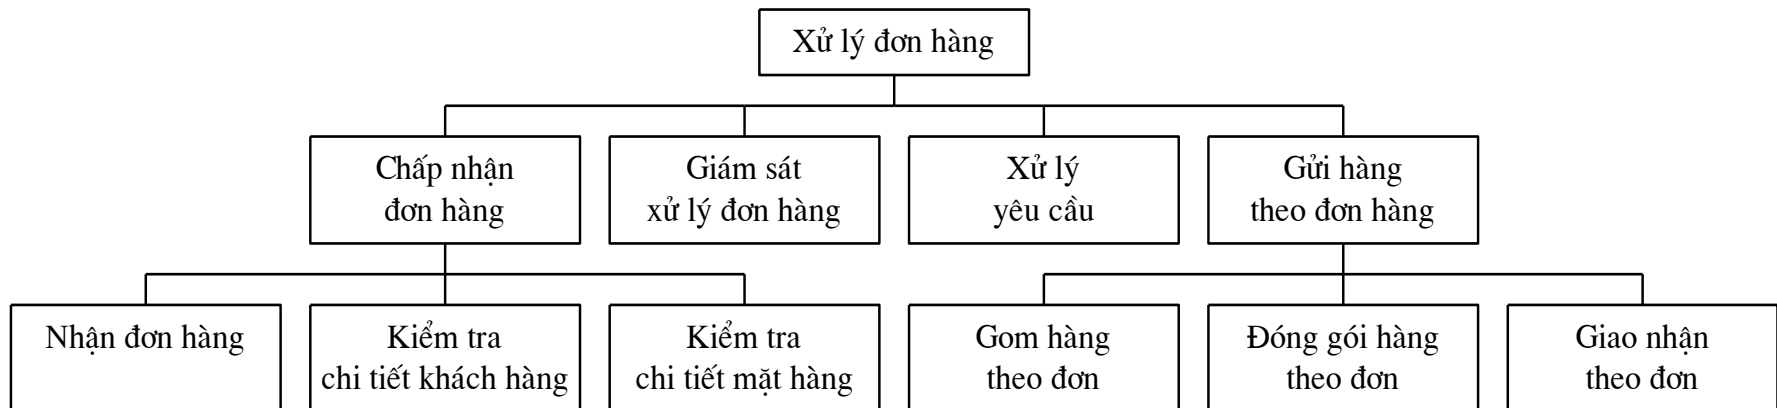 Xử lý đơn hàng
Chấp nhận
đơn hàng
Giám sát
xử lý đơn hàng
Xử lý
yêu cầu
Gửi hàng
theo đơn hàng
Nhận đơn hàng
Kiểm tra
chi tiết khách hàng
Kiểm tra
chi tiết mặt hàng
Gom hàng
theo đơn
Đóng gói hàng
theo đơn
Giao nhận
theo đơn